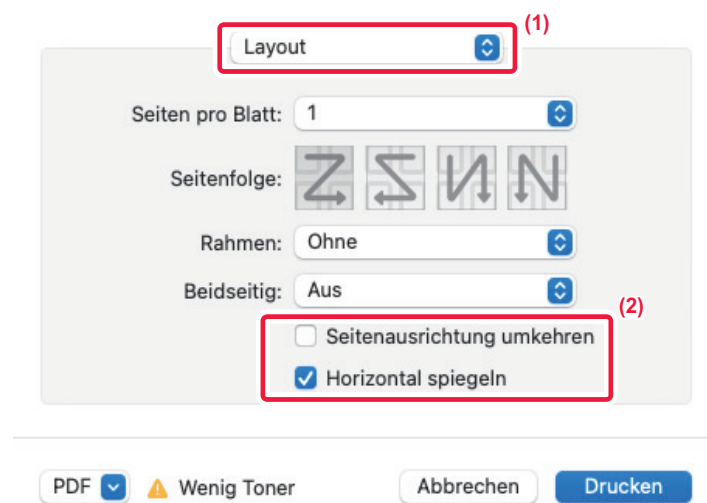 (1)
Layout
Seiten pro Blatt: 1
Seitenfolge:
Rahmen: Ohne
Beidseitig: Aus
(2)
Seitenausrichtung umkehren
Horizontal spiegeln
PDF Wenig Toner Abbrechen Drucken